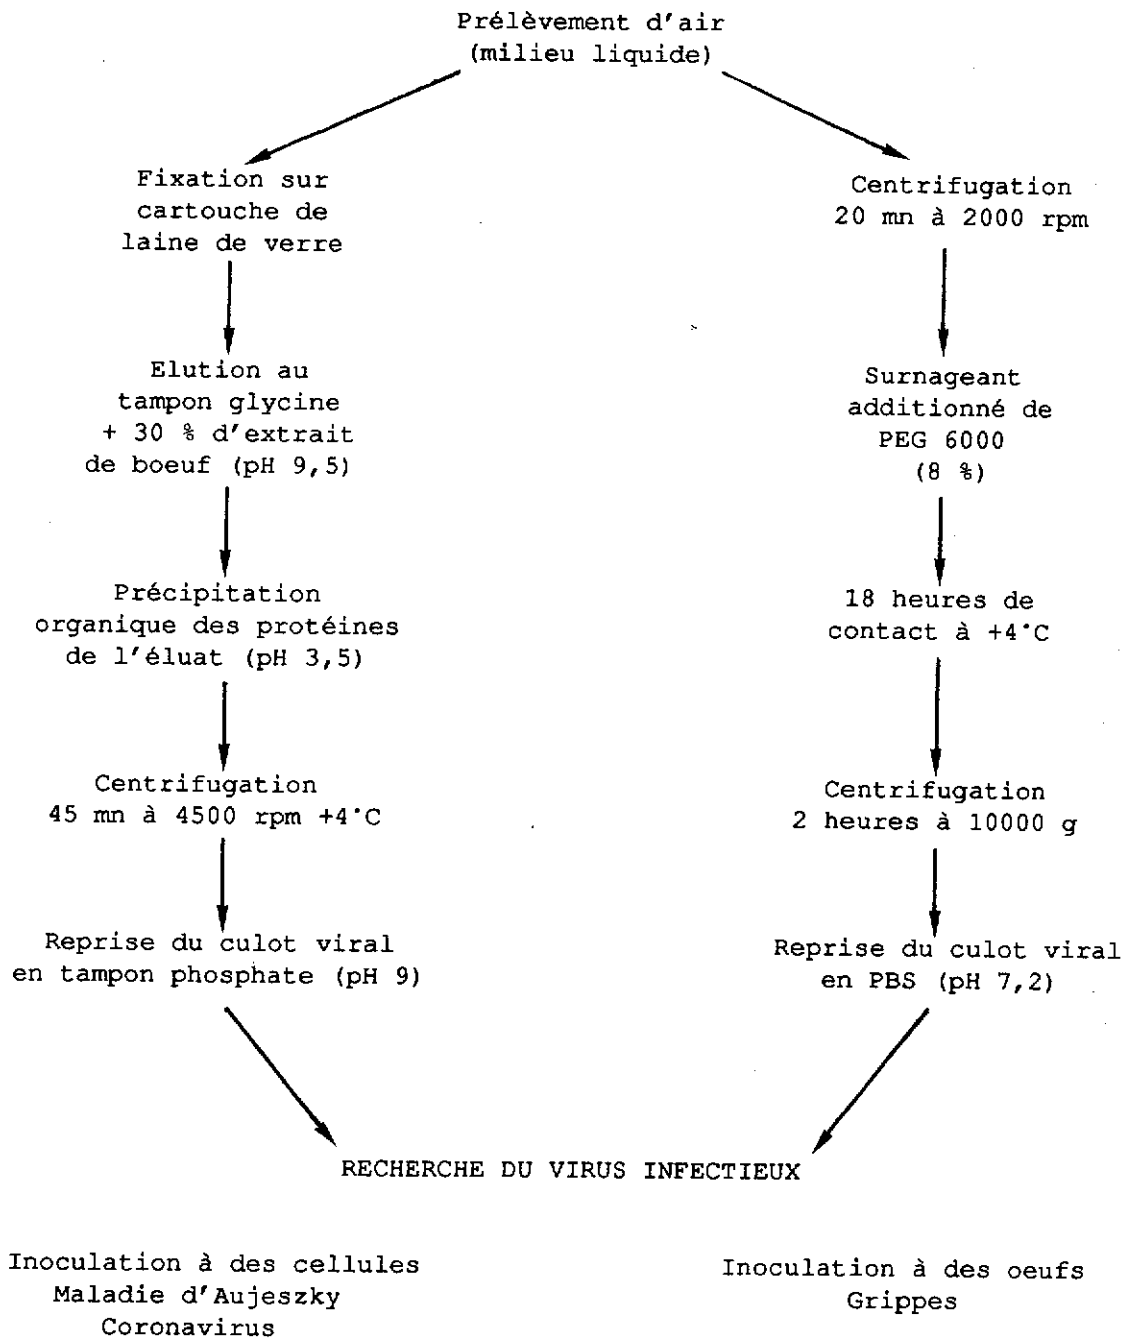 Prélèvement d'air
(milieu liquide)
Fixation sur
cartouche de
laine de verre
Elution au
tampon glycine
+ 30 % d'extrait
de boeuf (pH 9,5)
Précipitation
organique des protéines
de l'éluat (pH 3,5)
Centrifugation
45 mn à 4500 rpm +4°C
Reprise du culot viral
en tampon phosphate (pH 9)
Centrifugation
20 mn à 2000 rpm
Surnageant
additionné de
PEG 6000
(8 %)
18 heures de
contact à +4°C
Centrifugation
2 heures à 10000 g
Reprise du culot viral
en PBS (pH 7,2)
RECHERCHE DU VIRUS INFECTIEUX
Inoculation à des cellules
Maladie d'Aujeszky
Coronavirus
Inoculation à des oeufs
Grippes